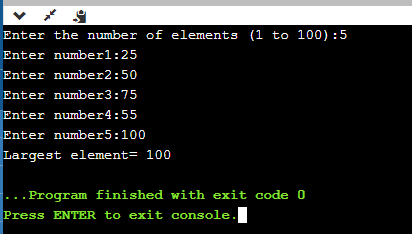 Enter the number of elements (1 to 100):5
Enter number1:25
Enter number2:50
Enter number3:75
Enter number4:55
Enter number5:100
Largest element= 100
...Program finished with exit code 0
Press ENTER to exit console.